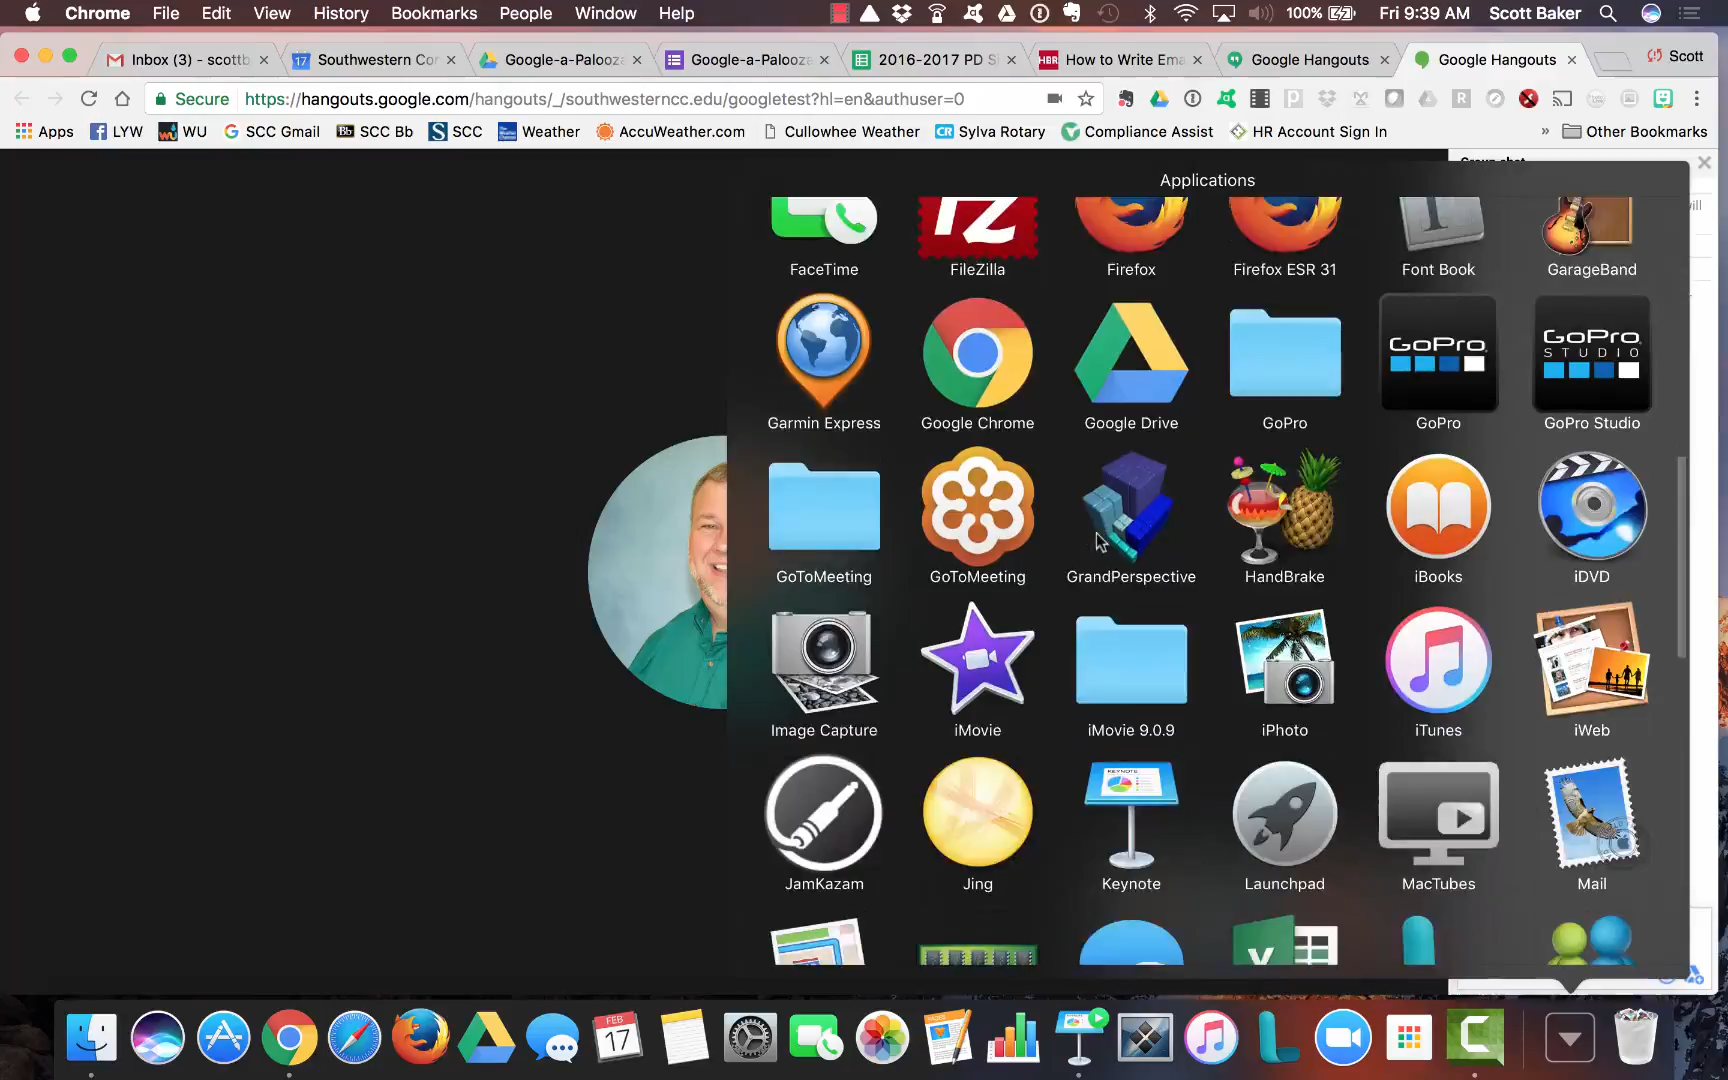 Chrome File Edit View History Bookmarks People Window Help 100% Fri 9:39 AM Scott Baker
Inbox (3) - scottb Southwestern Cor Google-a-Palooza Google-a-Palooza 2016-2017 PD S How to Write Ema Google Hangouts Google Hangouts Scott
Secure https://hangouts.google.com/hangouts/_/southwesterncc.edu/googletest?hl=en&authuser=0
Apps LYW WU SCC Gmail SCC Bb SCC Weather AccuWeather.com Cullowhee Weather Sylva Rotary Compliance Assist HR Account Sign In » Other Bookmarks
Applications
FaceTime FileZilla Firefox Firefox ESR 31 Font Book GarageBand
GoPro GoPro STUDIO
Garmin Express Google Chrome Google Drive GoPro GoPro GoPro Studio
GoToMeeting GoToMeeting GrandPerspective HandBrake iBooks iDVD
Image Capture iMovie iMovie 9.0.9 iPhoto iTunes iWeb
KEYNOTE
JamKazam Jing Keynote Launchpad MacTubes Mail
FEB 17